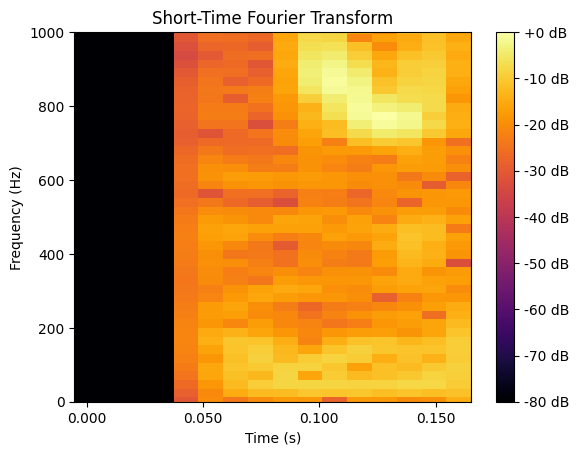 Short-Time Fourier Transform
1000
800
600
400
200
0
Frequency (Hz)
0.000
0.050
0.100
0.150
Time (s)
+0 dB
-10 dB
-20 dB
-30 dB
-40 dB
-50 dB
-60 dB
-70 dB
-80 dB